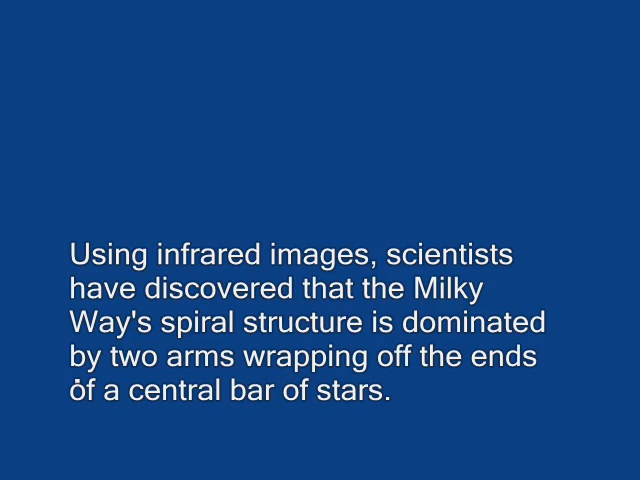 Using infrared images, scientists
have discovered that the Milky
Way's spiral structure is dominated
by two arms wrapping off the ends
of a central bar of stars.